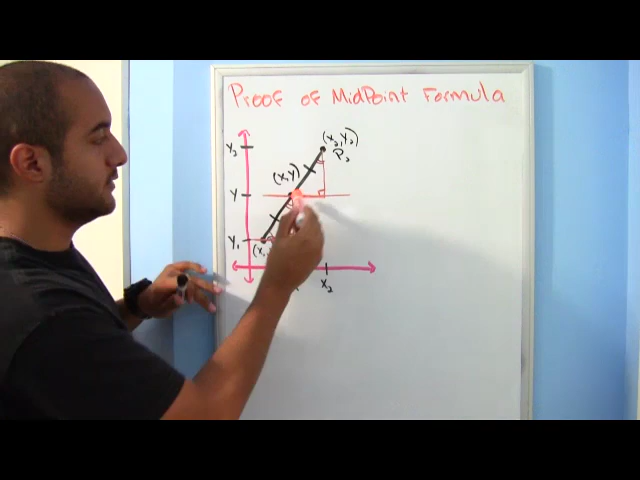 Proof of MidPoint Formula
(x₂,y₂)
P₂
Y₂
(x,y)
Y
Y₁
x₂